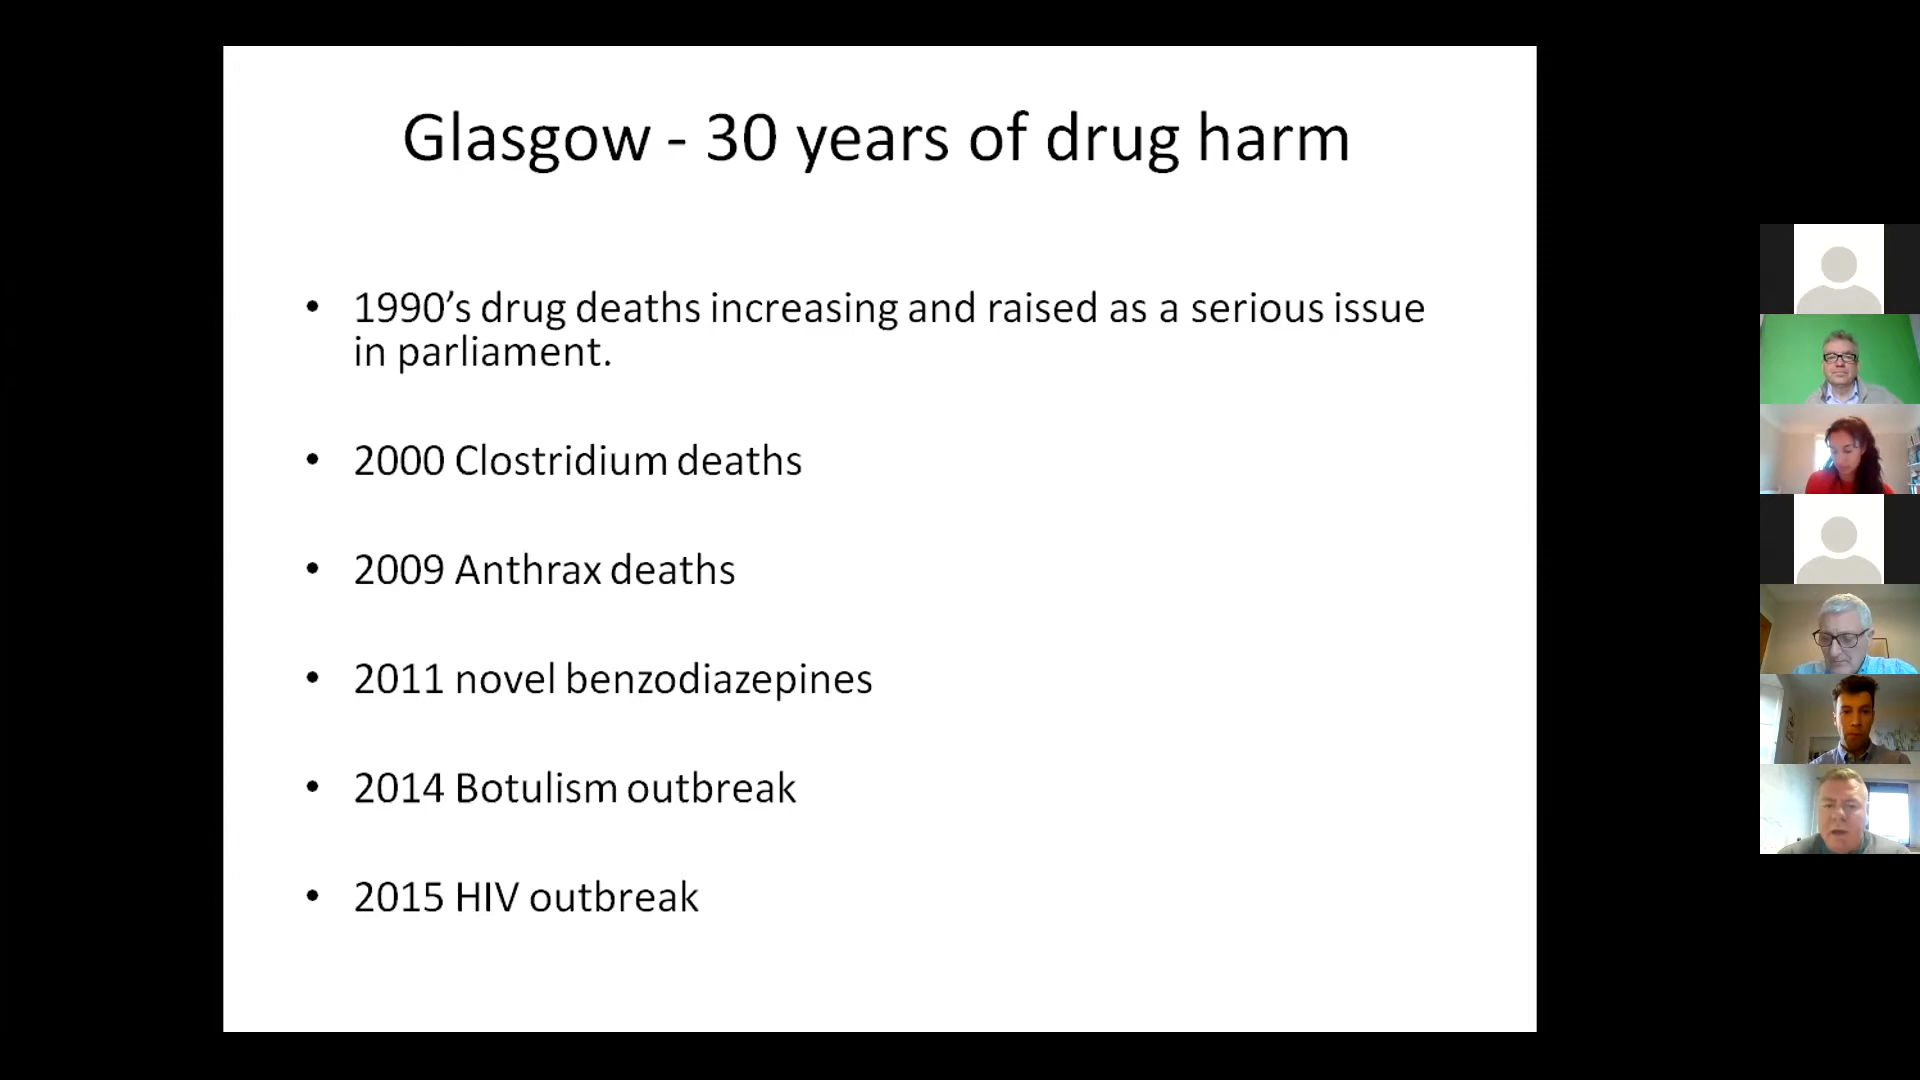 Glasgow - 30 years of drug harm
• 1990’s drug deaths increasing and raised as a serious issue
in parliament.
• 2000 Clostridium deaths
• 2009 Anthrax deaths
• 2011 novel benzodiazepines
• 2014 Botulism outbreak
• 2015 HIV outbreak